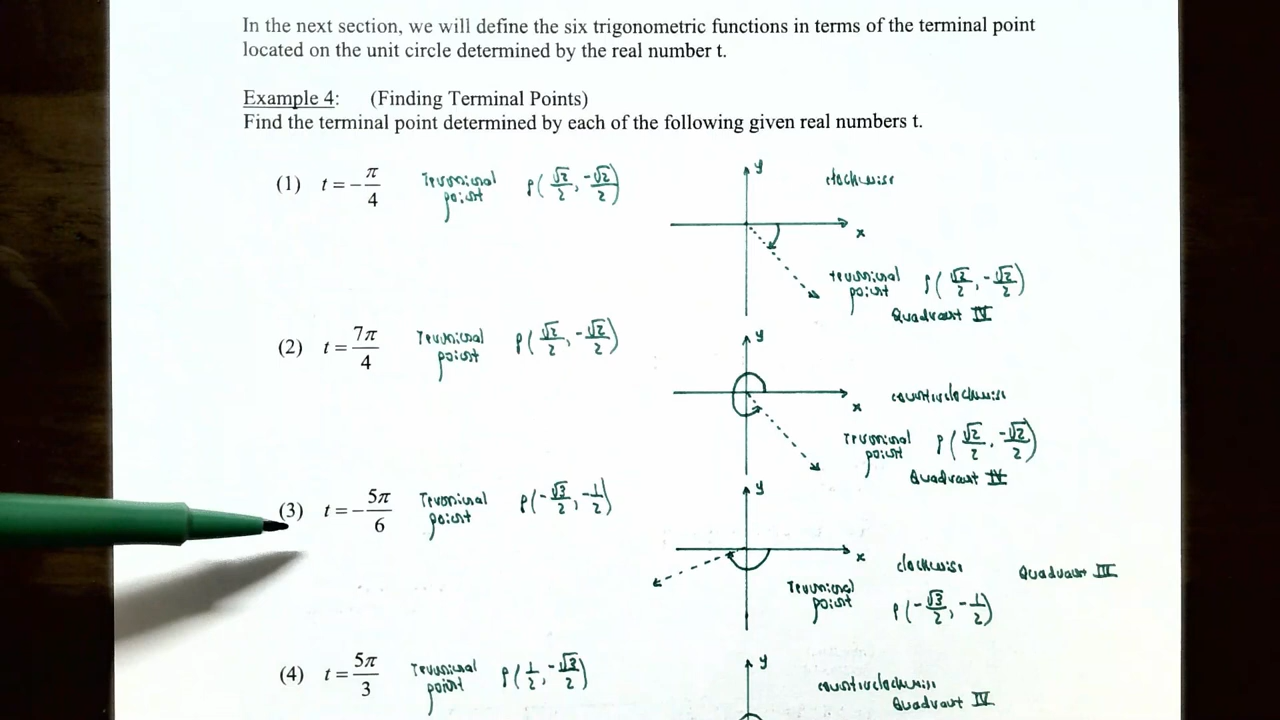 In the next section, we will define the six trigonometric functions in terms of the terminal point
located on the unit circle determined by the real number t.
Example 4: (Finding Terminal Points)
Find the terminal point determined by each of the following given real numbers t.
(1) t = -π/4 Terminal point P(√2/2, -√2/2)
y
clockwise
x
terminal point P(√2/2, -√2/2)
Quadrant IV
(2) t = 7π/4 Terminal point P(√2/2, -√2/2)
y
counterclockwise
x
Terminal point P(√2/2, -√2/2)
Quadrant IV
(3) t = -5π/6 Terminal point P(-√3/2, -1/2)
y
x
clockwise Quadrant III
Terminal point P(-√3/2, -1/2)
(4) t = 5π/3 Terminal point P(1/2, -√3/2)
y
counterclockwise
Quadrant IV